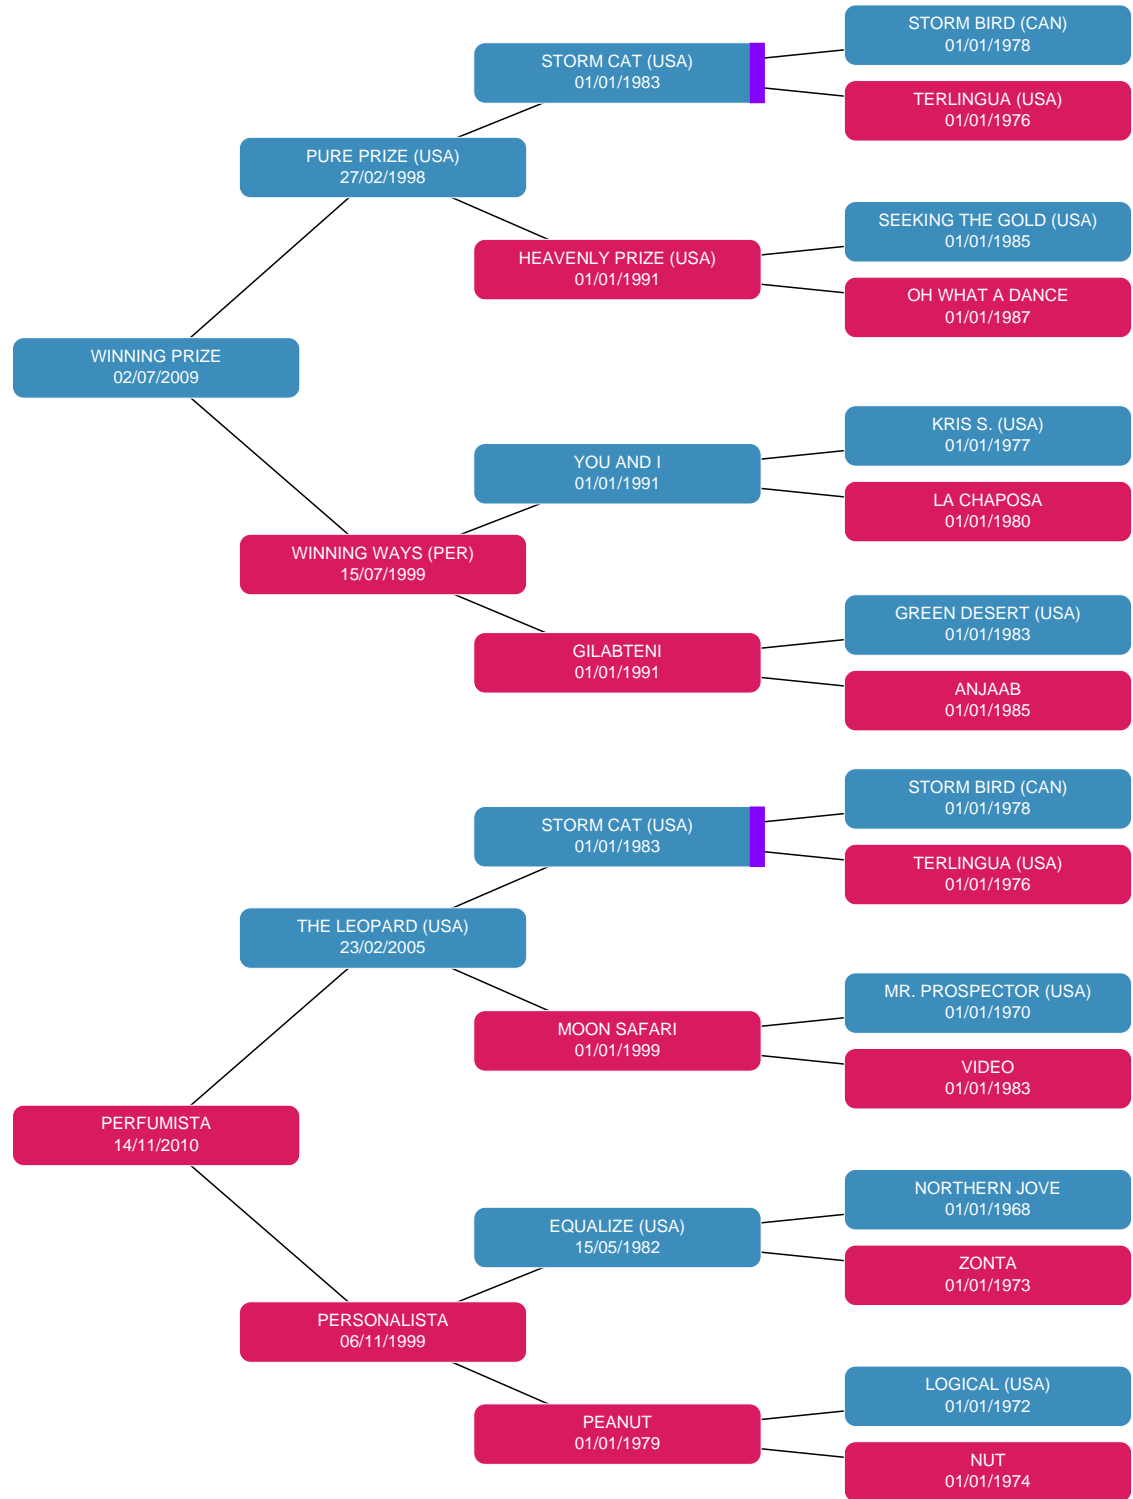 STORM BIRD (CAN)
01/01/1978
STORM CAT (USA)
01/01/1983
TERLINGUA (USA)
01/01/1976
PURE PRIZE (USA)
27/02/1998
SEEKING THE GOLD (USA)
01/01/1985
HEAVENLY PRIZE (USA)
01/01/1991
OH WHAT A DANCE
01/01/1987
WINNING PRIZE
02/07/2009
KRIS S. (USA)
01/01/1977
YOU AND I
01/01/1991
LA CHAPOSA
01/01/1980
WINNING WAYS (PER)
15/07/1999
GREEN DESERT (USA)
01/01/1983
GILABTENI
01/01/1991
ANJAAB
01/01/1985
STORM BIRD (CAN)
01/01/1978
STORM CAT (USA)
01/01/1983
TERLINGUA (USA)
01/01/1976
THE LEOPARD (USA)
23/02/2005
MR. PROSPECTOR (USA)
01/01/1970
MOON SAFARI
01/01/1999
VIDEO
01/01/1983
PERFUMISTA
14/11/2010
NORTHERN JOVE
01/01/1968
EQUALIZE (USA)
15/05/1982
ZONTA
01/01/1973
PERSONALISTA
06/11/1999
LOGICAL (USA)
01/01/1972
PEANUT
01/01/1979
NUT
01/01/1974